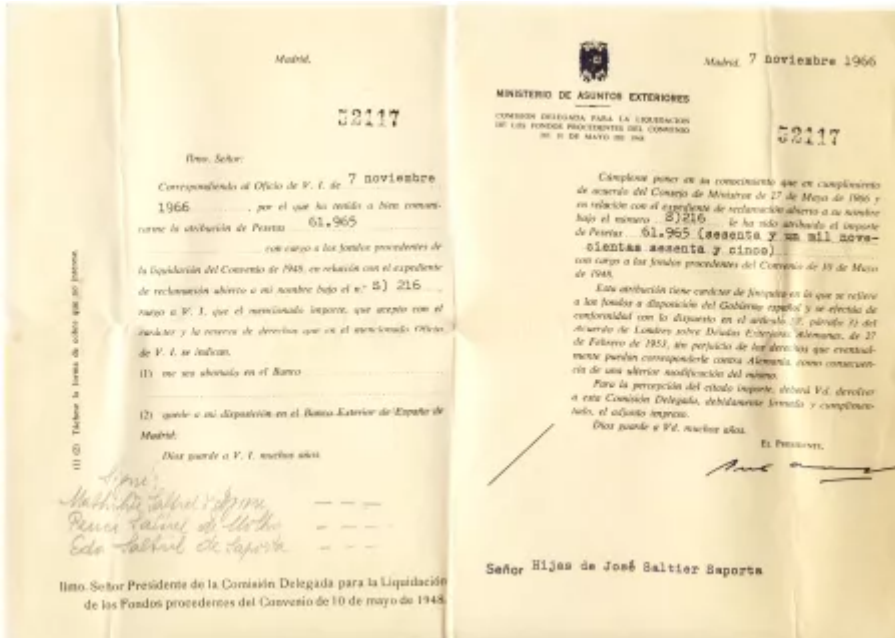 Madrid,
52117
Ilmo. Señor:
Correspondiendo al Oficio de V. I. de 7 noviembre
1966 , por el que ha tenido a bien comuni-
carme la atribución de Pesetas 61.965
con cargo a los fondos procedentes de
la liquidación del Convenio de 1948, en relación con el expediente
de reclamación abierto a mi nombre bajo el n.º S) 216
ruego a V. I. que el mencionado importe, que acepto con el
carácter y la reserva de derechos que en el mencionado Oficio
de V. I. se indican,
(1) me sea abonado en el Banco
(2) quede a mi disposición en el Banco Exterior de España de
Madrid.
Dios guarde a V. I. muchos años.
de
de
Edo de Saporta
Ilmo. Señor Presidente de la Comisión Delegada para la Liquidación
de los Fondos procedentes del Convenio de 10 de mayo de 1948.
(1) (2) Táchese la forma de cobro que no interese.
Madrid, 7 noviembre 1966
MINISTERIO DE ASUNTOS EXTERIORES
COMISIÓN DELEGADA PARA LA LIQUIDACIÓN
DE LOS FONDOS PROCEDENTES DEL CONVENIO
DE 10 DE MAYO DE 1948
52117
Cúmpleme poner en su conocimiento que en cumplimiento
de acuerdo del Consejo de Ministros de 27 de Mayo de 1966 y
en relación con el expediente de reclamación abierto a su nombre
bajo el número S)216 le ha sido atribuido el importe
de Pesetas 61.965 (sesenta y un mil nove-
cientas sesenta y cinco)
con cargo a los fondos procedentes del Convenio de 10 de Mayo
de 1948.
Esta atribución tiene carácter de finiquito en lo que se refiere
a los fondos a disposición del Gobierno español y se efectúa de
conformidad con lo dispuesto en el artículo párrafo 3) del
Acuerdo de Londres sobre Deudas Exteriores Alemanas, de 27
de Febrero de 1953, sin perjuicio de los derechos que eventual-
mente puedan corresponderle contra Alemania, como consecuen-
cia de una ulterior modificación del mismo.
Para la percepción del citado importe, deberá Vd. devolver
a esta Comisión Delegada, debidamente firmado y cumplimen-
tado, el adjunto impreso.
Dios guarde a Vd. muchos años.
EL PRESIDENTE,
Señor Hijas de José Saltier Saporta